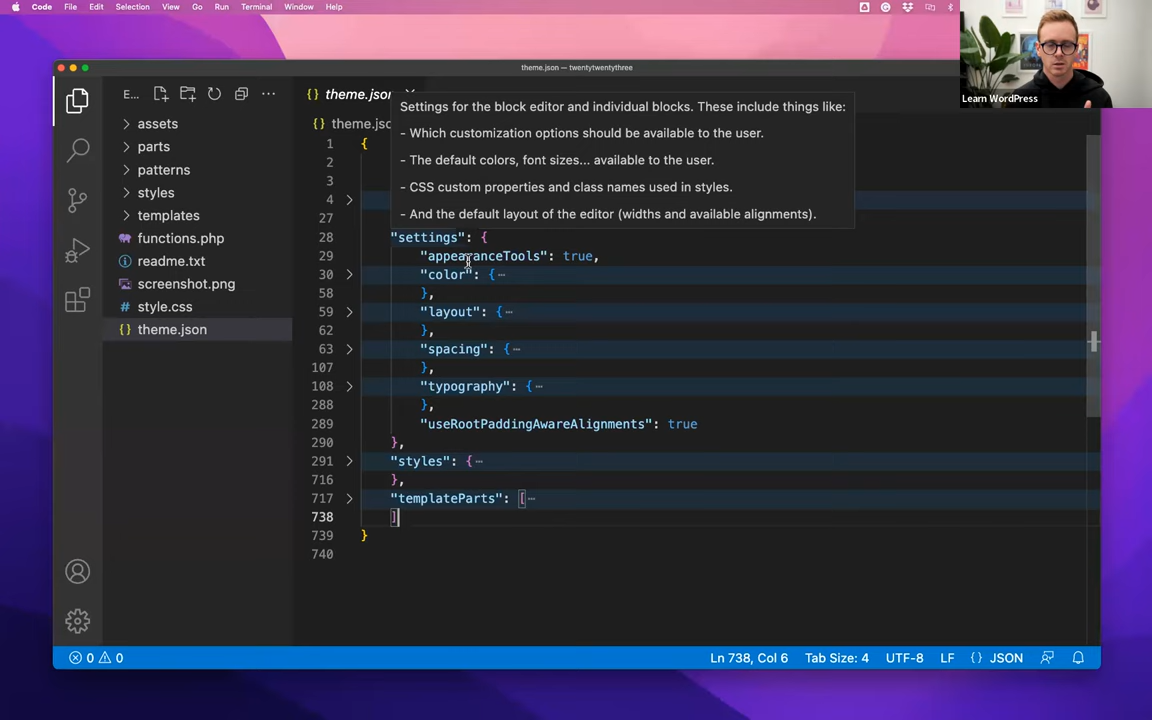 Code File Edit Selection View Go Run Terminal Window Help
theme.json — twentytwentythree
Learn WordPress
E...
assets
parts
patterns
styles
templates
functions.php
readme.txt
screenshot.png
# style.css
{} theme.json
{} theme.json
{} theme.jso
Settings for the block editor and individual blocks. These include things like:
- Which customization options should be available to the user.
- The default colors, font sizes... available to the user.
- CSS custom properties and class names used in styles.
- And the default layout of the editor (widths and available alignments).
1 {
2
3
4
27
28 "settings": {
29 "appearanceTools": true,
30 "color": {⋯
58 },
59 "layout": {⋯
62 },
63 "spacing": {⋯
107 },
108 "typography": {⋯
288 },
289 "useRootPaddingAwareAlignments": true
290 },
291 "styles": {⋯
716 },
717 "templateParts": [⋯
738 ]
739 }
740
0 0 Ln 738, Col 6 Tab Size: 4 UTF-8 LF {} JSON